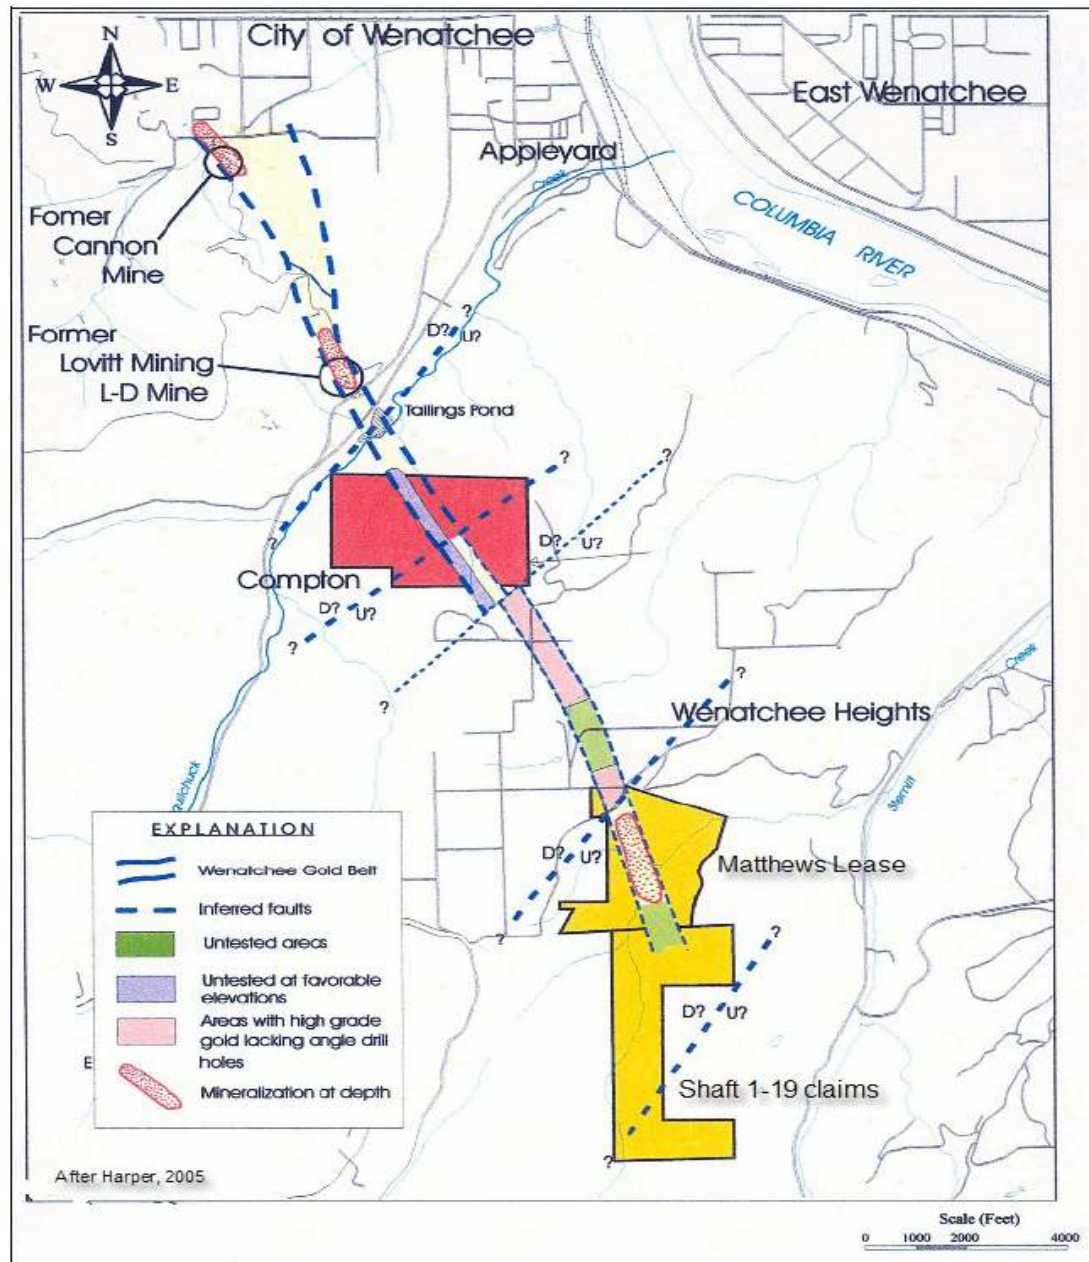 City of Wenatchee
N
W
E
S
East Wenatchee
Appleyard
Creek
COLUMBIA RIVER
Fomer
Cannon
Mine
Former
Lovitt Mining
L-D Mine
?
D?
U?
Tailings Pond
?
?
?
D?
U?
Compton
D?
U?
?
?
?
Wenatchee Heights
Creek
Stemilt
D?
U?
Matthews Lease
?
?
D?
U?
Shaft 1-19 claims
?
EXPLANATION
Wenatchee Gold Belt
Inferred faults
Untested areas
Untested at favorable
elevations
Areas with high grade
gold lacking angle drill
holes
Mineralization at depth
E
After Harper, 2005
Scale (Feet)
0 1000 2000 4000